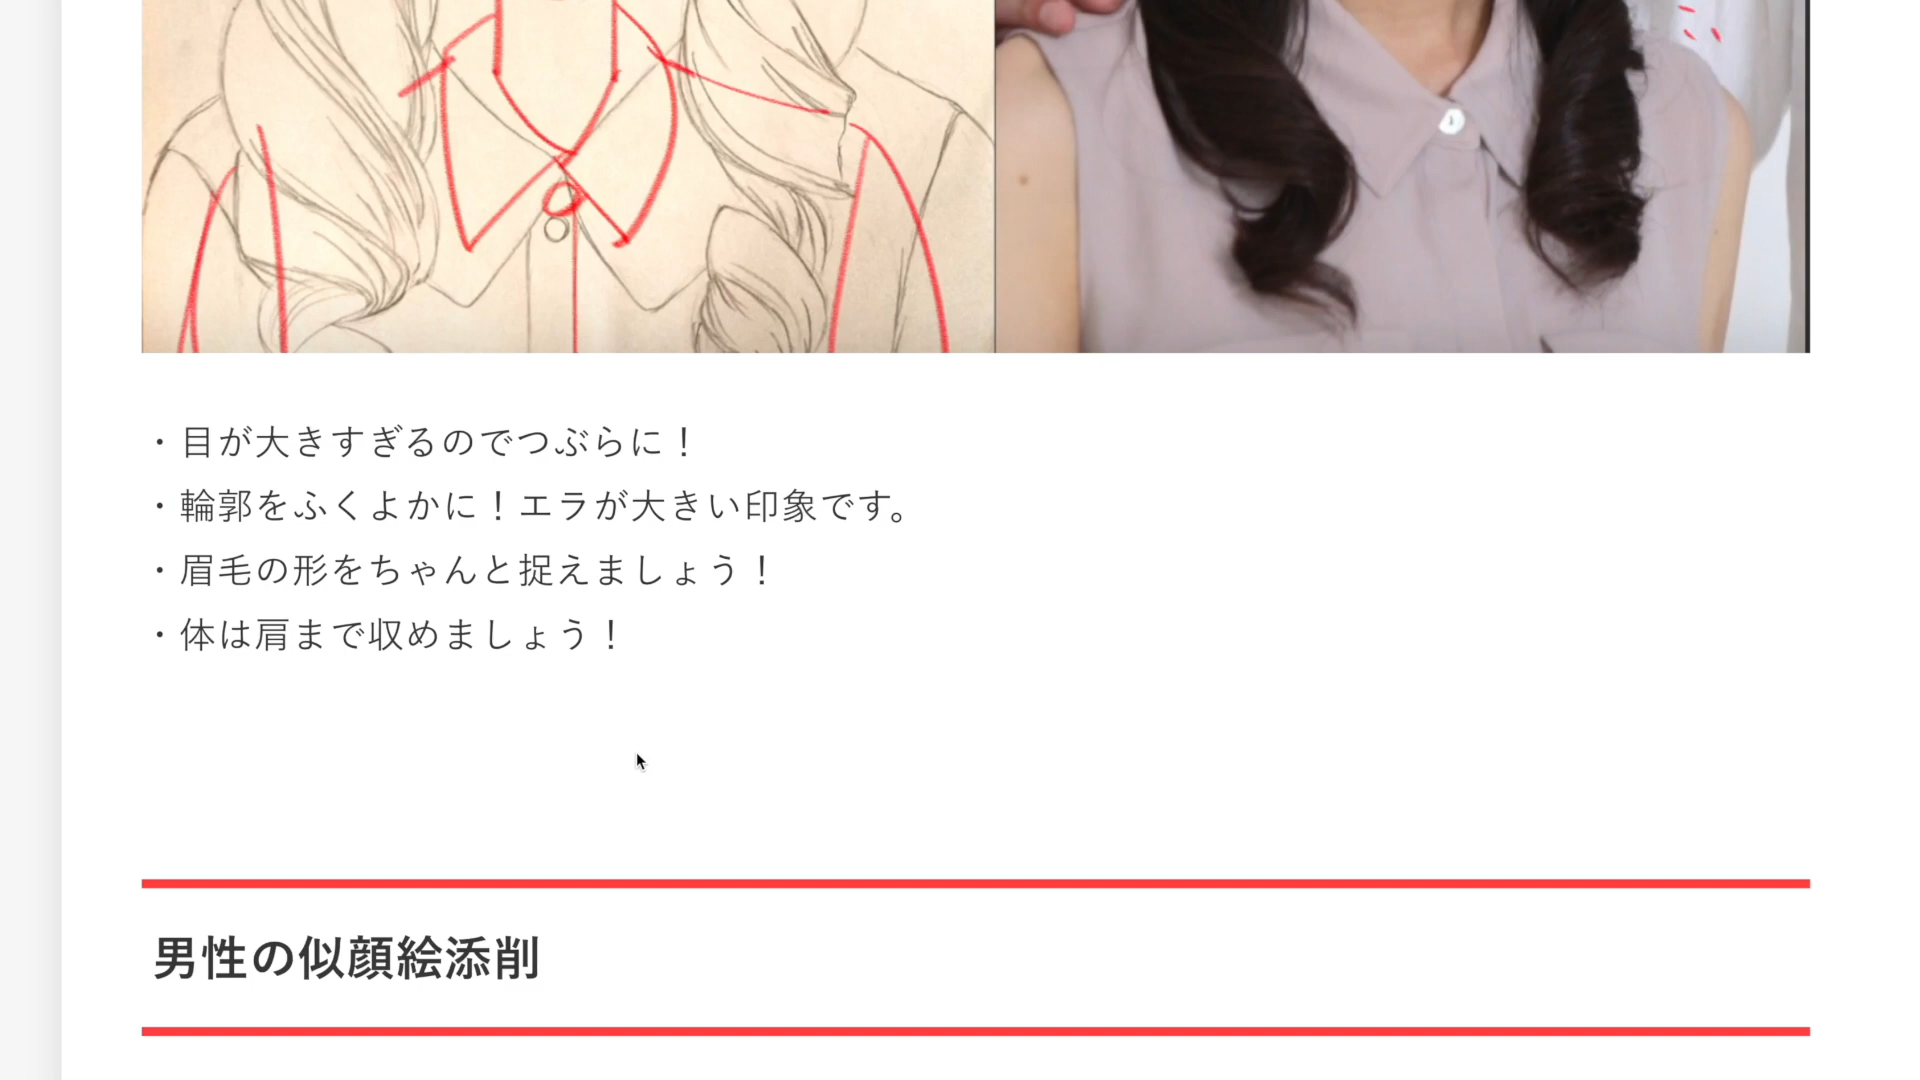 ・目が大きすぎるのでつぶらに！
・輪郭をふくよかに！エラが大きい印象です。
・眉毛の形をちゃんと捉えましょう！
・体は肩まで収めましょう！
男性の似顔絵添削